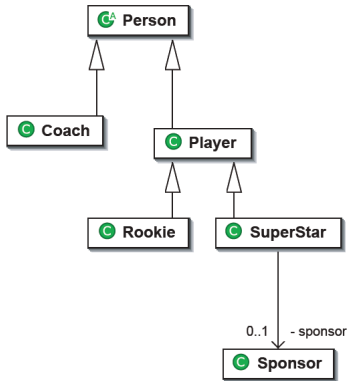 Person
Coach
Player
Rookie
SuperStar
0..1 - sponsor
Sponsor